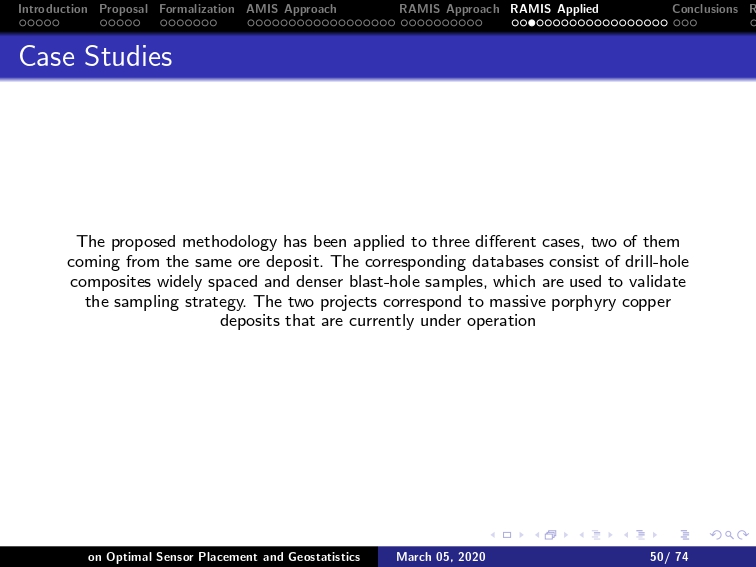 Introduction Proposal Formalization AMIS Approach RAMIS Approach RAMIS Applied Conclusions R
Case Studies
The proposed methodology has been applied to three different cases, two of them
coming from the same ore deposit. The corresponding databases consist of drill-hole
composites widely spaced and denser blast-hole samples, which are used to validate
the sampling strategy. The two projects correspond to massive porphyry copper
deposits that are currently under operation
on Optimal Sensor Placement and Geostatistics March 05, 2020 50/ 74